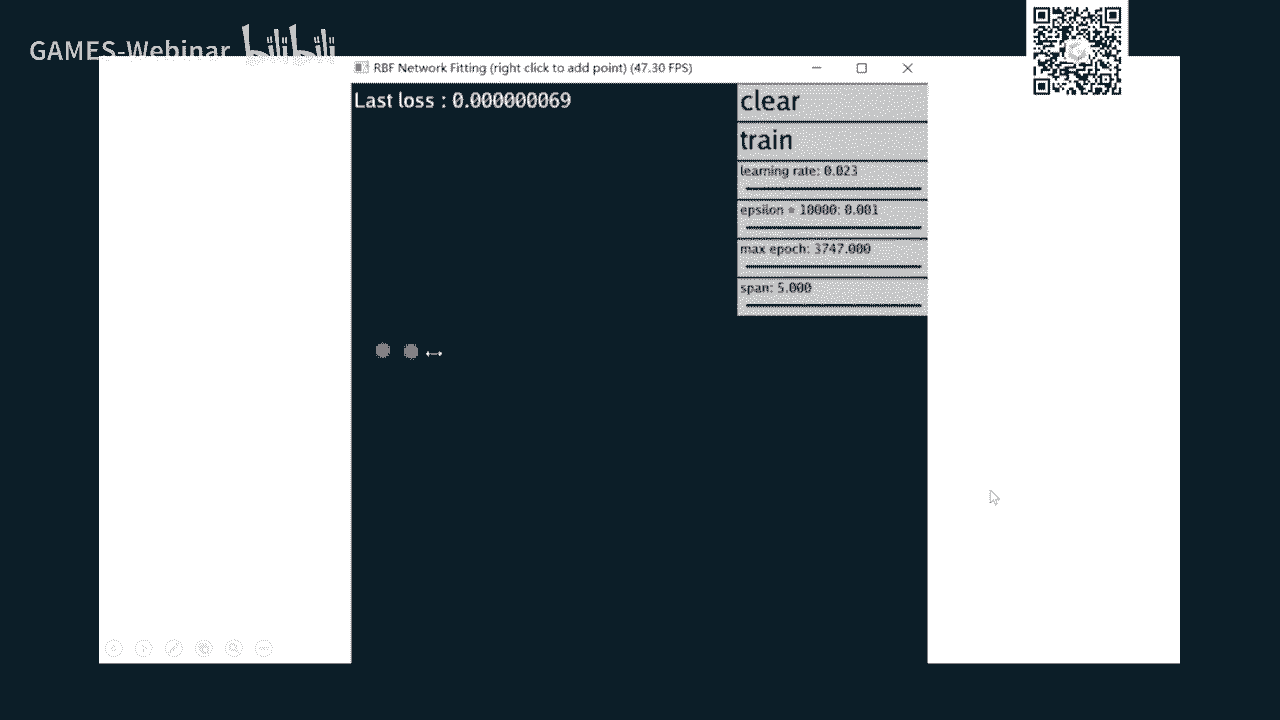 GAMES-Webinar bilibili
RBF Network Fitting (right click to add point) (47.30 FPS)
Last loss : 0.000000069
clear
train
learning rate: 0.023
epsilon * 10000: 0.001
max epoch: 3747.000
span: 5.000